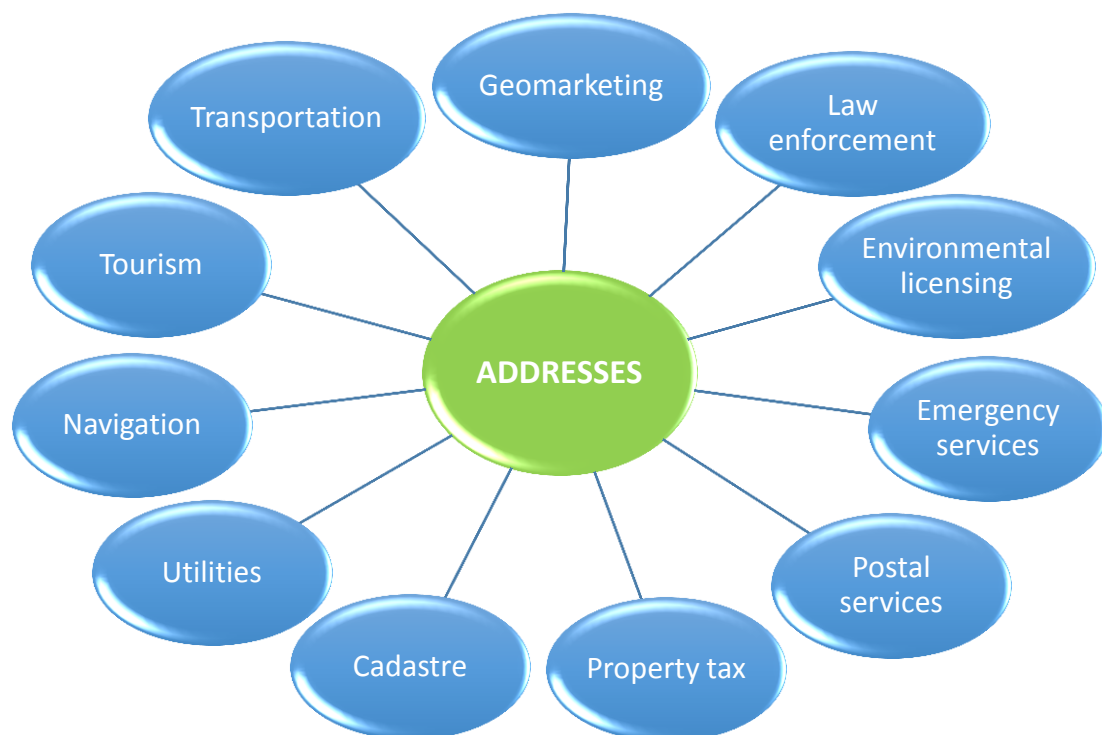 Geomarketing
Transportation
Law
enforcement
Tourism
Environmental
licensing
ADDRESSES
Navigation
Emergency
services
Utilities
Postal
services
Cadastre
Property tax